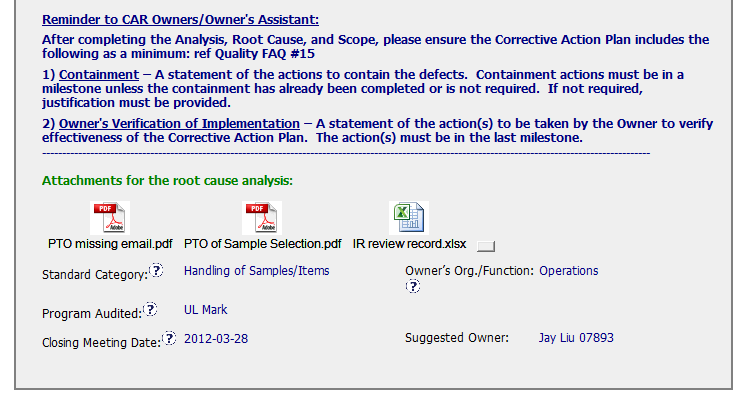 Reminder to CAR Owners/Owner's Assistant:
After completing the Analysis, Root Cause, and Scope, please ensure the Corrective Action Plan includes the
following as a minimum: ref Quality FAQ #15
1) Containment – A statement of the actions to contain the defects.  Containment actions must be in a
milestone unless the containment has already been completed or is not required.  If not required,
justification must be provided.
2) Owner's Verification of Implementation – A statement of the action(s) to be taken by the Owner to verify
effectiveness of the Corrective Action Plan.  The action(s) must be in the last milestone.
Attachments for the root cause analysis:
PDF Adobe PDF Adobe X
PTO missing email.pdf PTO of Sample Selection.pdf IR review record.xlsx
Standard Category: ? Handling of Samples/Items Owner's Org./Function: Operations
?
Program Audited: ? UL Mark
Closing Meeting Date: ? 2012-03-28 Suggested Owner: Jay Liu 07893